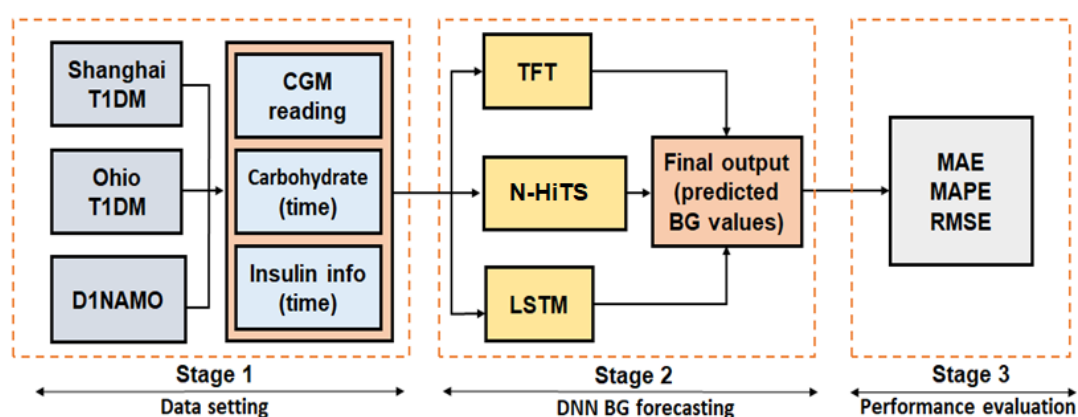 Shanghai
T1DM
Ohio
T1DM
D1NAMO
CGM
reading
Carbohydrate
(time)
Insulin info
(time)
TFT
N-HiTS
LSTM
Final output
(predicted
BG values)
MAE
MAPE
RMSE
Stage 1
Data setting
Stage 2
DNN BG forecasting
Stage 3
Performance evaluation